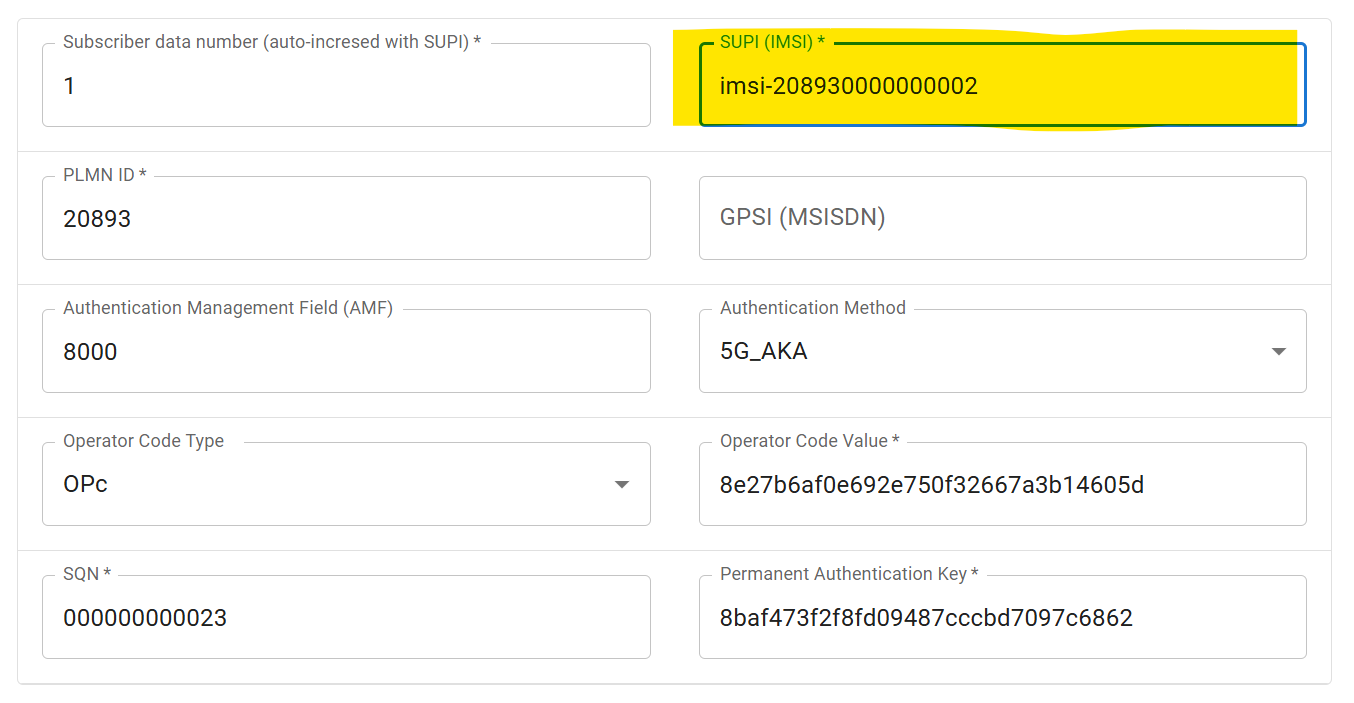 Subscriber data number (auto-incresed with SUPI) *
1
SUPI (IMSI) *
imsi-208930000000002
PLMN ID *
20893
GPSI (MSISDN)
Authentication Management Field (AMF)
8000
Authentication Method
5G_AKA
Operator Code Type
OPc
Operator Code Value *
8e27b6af0e692e750f32667a3b14605d
SQN *
000000000023
Permanent Authentication Key *
8baf473f2f8fd09487cccbd7097c6862